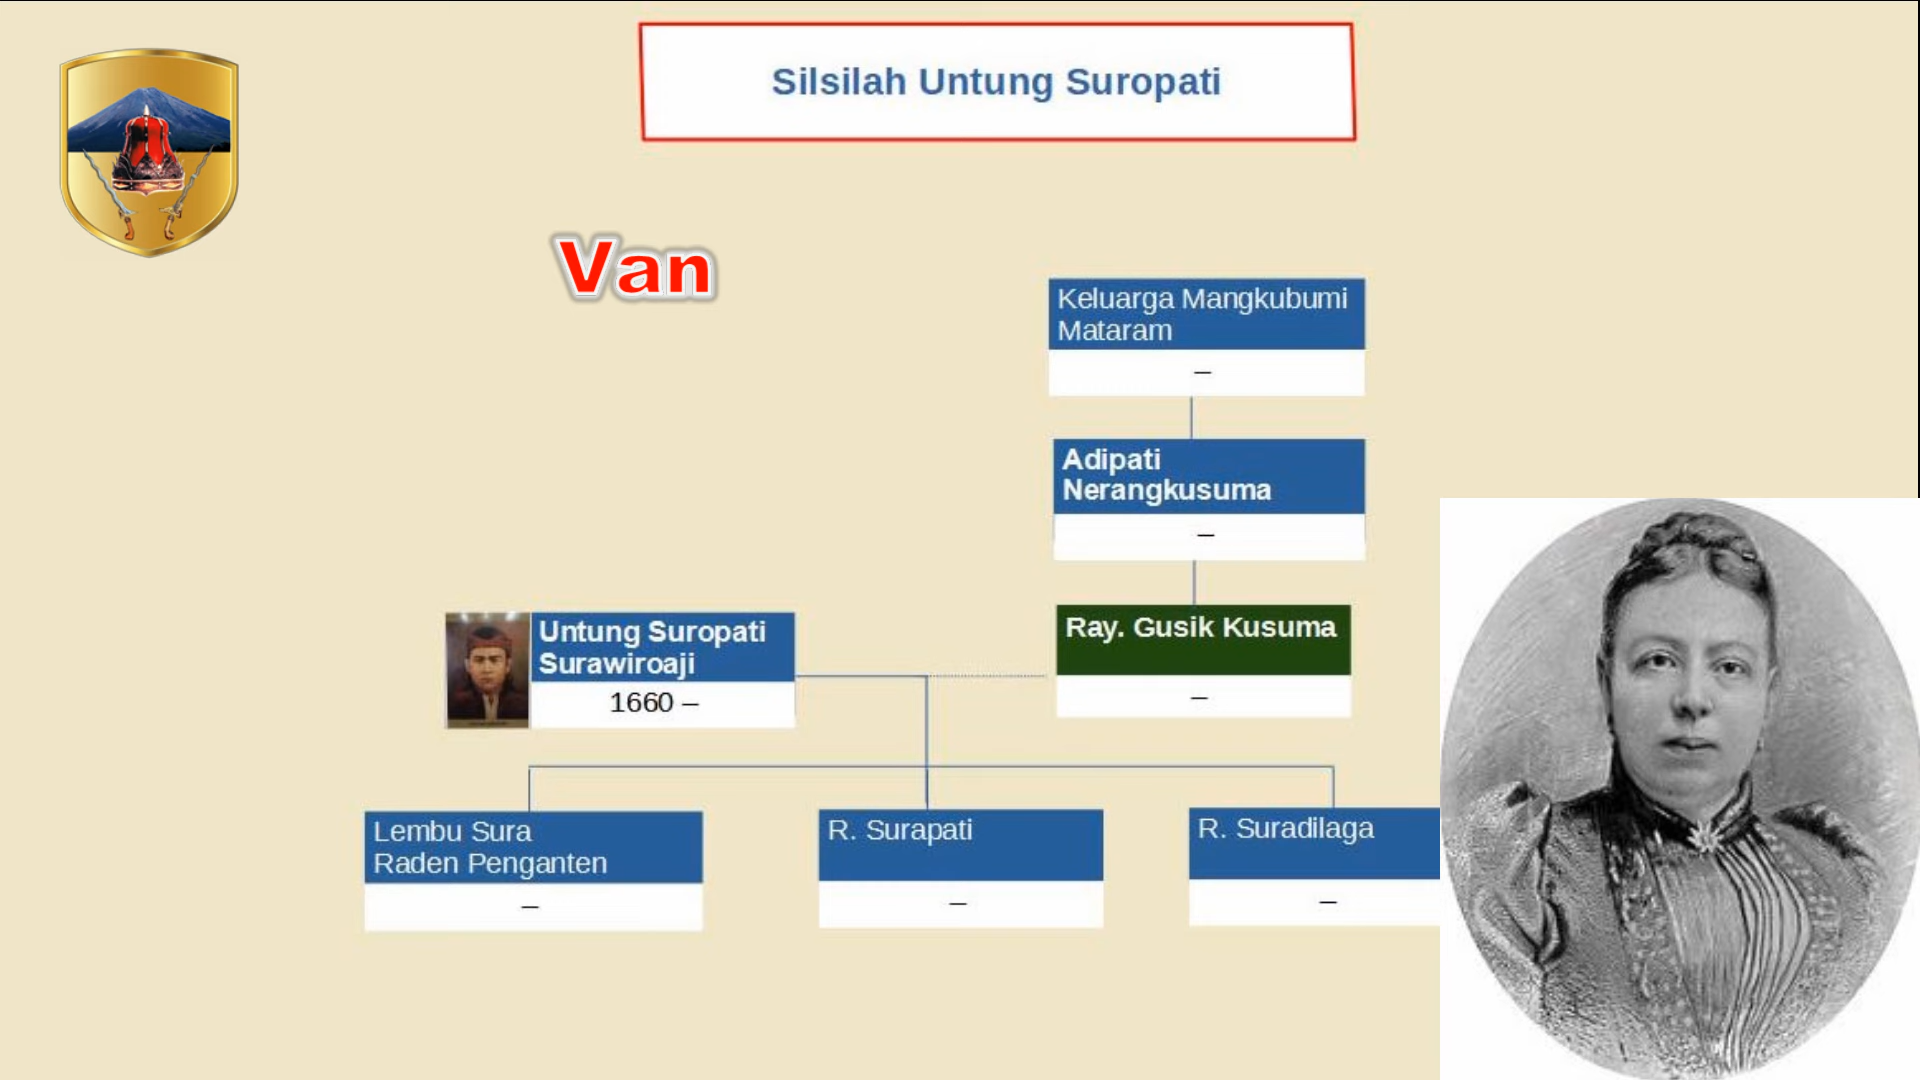 Silsilah Untung Suropati
Van
Keluarga Mangkubumi
Mataram
–
Adipati
Nerangkusuma
–
Ray. Gusik Kusuma
–
Untung Suropati
Surawiroaji
1660 –
Lembu Sura
Raden Penganten
–
R. Surapati
–
R. Suradilaga
–